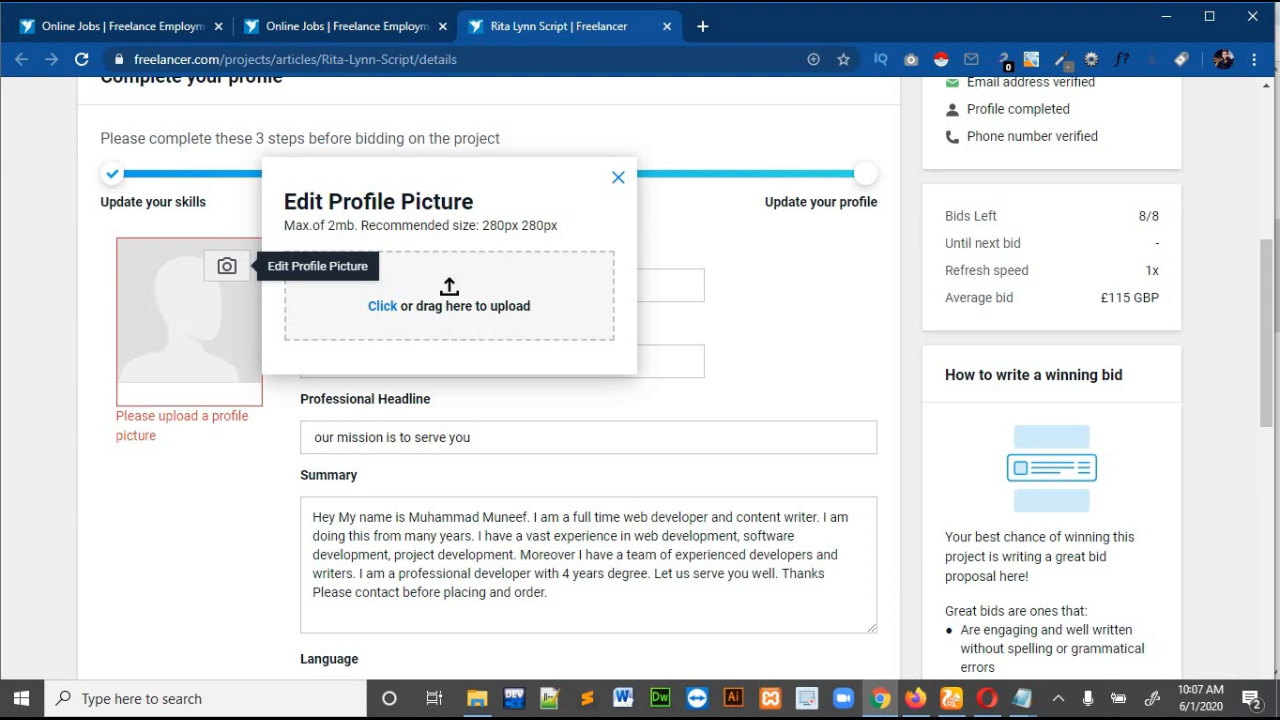 Online Jobs | Freelance Employm
Online Jobs | Freelance Employm
Rita Lynn Script | Freelancer
freelancer.com/projects/articles/Rita-Lynn-Script/details
Complete your profile
Please complete these 3 steps before bidding on the project
Update your skills
Update your profile
Edit Profile Picture
Max.of 2mb. Recommended size: 280px 280px
Edit Profile Picture
Click or drag here to upload
Please upload a profile
picture
Professional Headline
our mission is to serve you
Summary
Hey My name is Muhammad Muneef. I am a full time web developer and content writer. I am
doing this from many years. I have a vast experience in web development, software
development, project development. Moreover I have a team of experienced developers and
writers. I am a professional developer with 4 years degree. Let us serve you well. Thanks
Please contact before placing and order.
Language
Email address verified
Profile completed
Phone number verified
Bids Left 8/8
Until next bid -
Refresh speed 1x
Average bid £115 GBP
How to write a winning bid
Your best chance of winning this
project is writing a great bid
proposal here!
Great bids are ones that:
● Are engaging and well written
without spelling or grammatical
errors
Type here to search
10:07 AM
6/1/2020